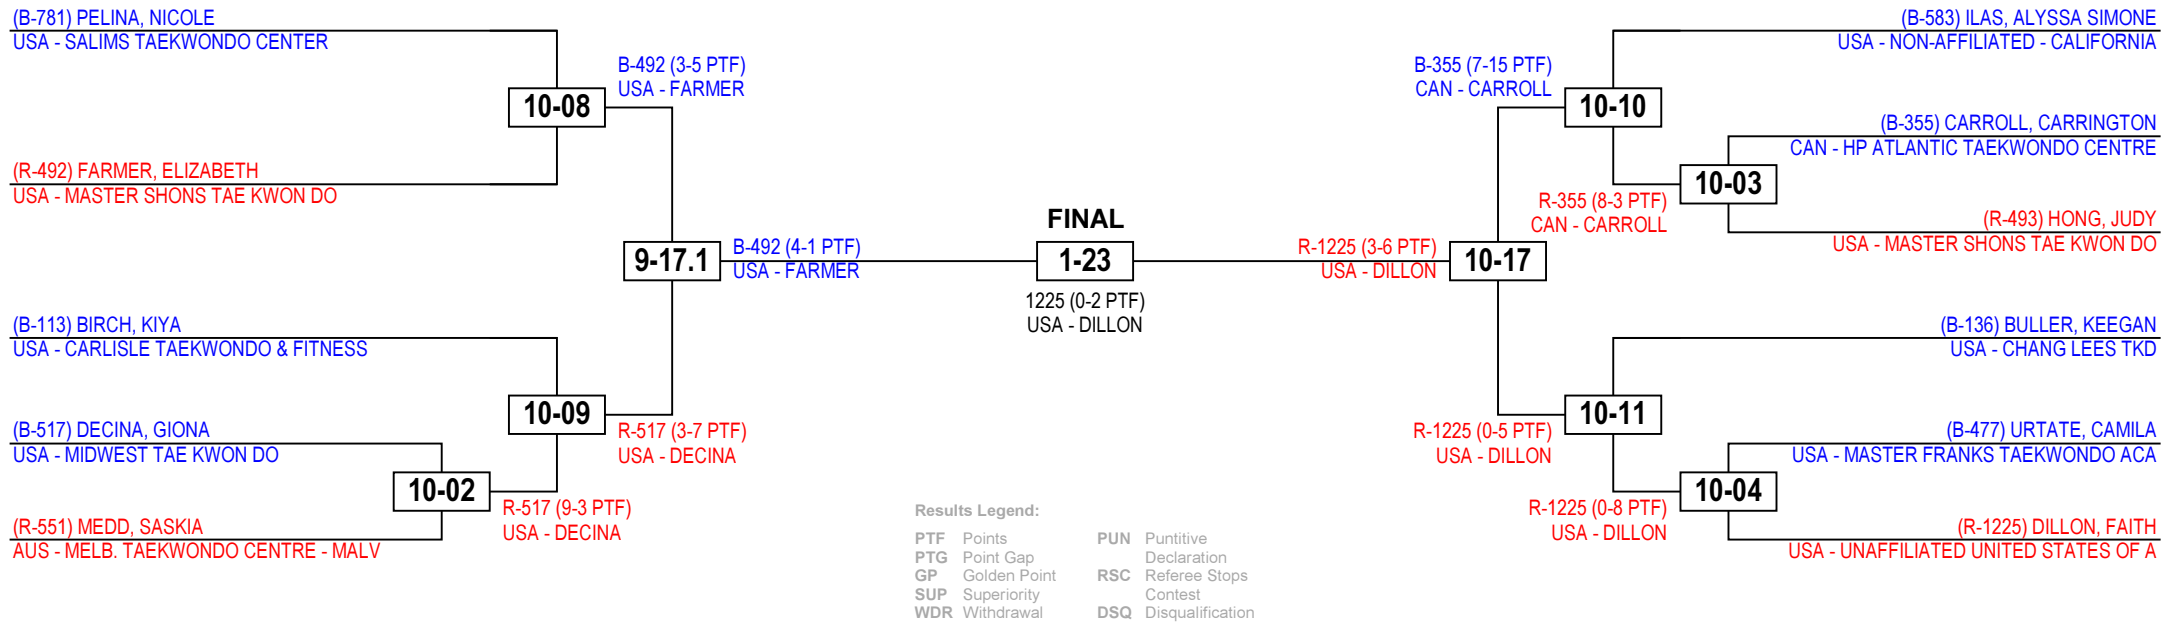 (B-781) PELINA, NICOLE
USA - SALIMS TAEKWONDO CENTER
10-08
B-492 (3-5 PTF)
USA - FARMER
(R-492) FARMER, ELIZABETH
USA - MASTER SHONS TAE KWON DO
9-17.1
B-492 (4-1 PTF)
USA - FARMER
(B-113) BIRCH, KIYA
USA - CARLISLE TAEKWONDO & FITNESS
10-09
R-517 (3-7 PTF)
USA - DECINA
(B-517) DECINA, GIONA
USA - MIDWEST TAE KWON DO
10-02
R-517 (9-3 PTF)
USA - DECINA
(R-551) MEDD, SASKIA
AUS - MELB. TAEKWONDO CENTRE - MALV
FINAL
1-23
1225 (0-2 PTF)
USA - DILLON
(B-583) ILAS, ALYSSA SIMONE
USA - NON-AFFILIATED - CALIFORNIA
B-355 (7-15 PTF)
CAN - CARROLL
10-10
(B-355) CARROLL, CARRINGTON
CAN - HP ATLANTIC TAEKWONDO CENTRE
10-03
R-355 (8-3 PTF)
CAN - CARROLL
(R-493) HONG, JUDY
USA - MASTER SHONS TAE KWON DO
R-1225 (3-6 PTF)
USA - DILLON
10-17
(B-136) BULLER, KEEGAN
USA - CHANG LEES TKD
10-11
R-1225 (0-5 PTF)
USA - DILLON
(B-477) URTATE, CAMILA
USA - MASTER FRANKS TAEKWONDO ACA
10-04
R-1225 (0-8 PTF)
USA - DILLON
(R-1225) DILLON, FAITH
USA - UNAFFILIATED UNITED STATES OF A
Results Legend:
PTF Points
PTG Point Gap
GP Golden Point
SUP Superiority
WDR Withdrawal
PUN Puntitive
Declaration
RSC Referee Stops
Contest
DSQ Disqualification